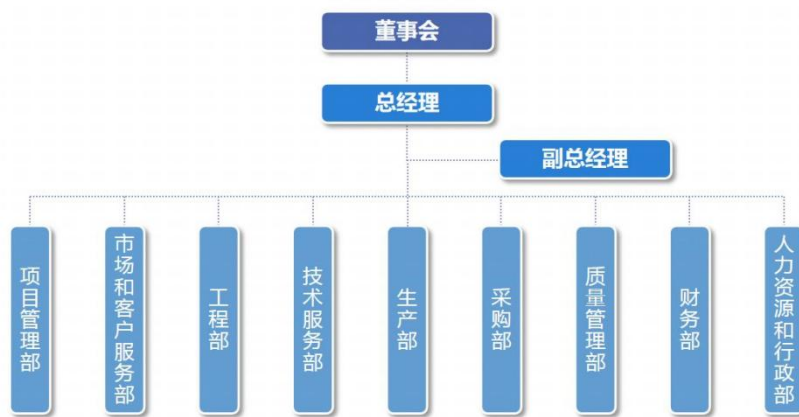 董事会
总经理
副总经理
项目管理部
市场和客户服务部
工程部
技术服务部
生产部
采购部
质量管理部
财务部
人力资源和行政部